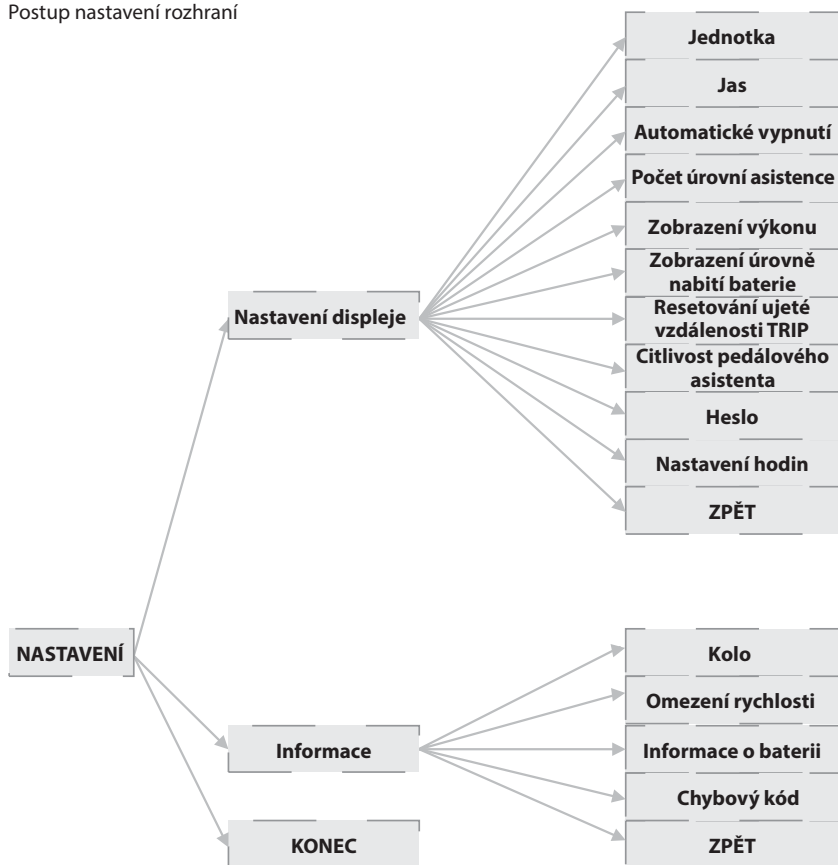 Postup nastavení rozhraní
Jednotka
Jas
Automatické vypnutí
Počet úrovní asistence
Zobrazení výkonu
Zobrazení úrovně
nabití baterie
Nastavení displeje
Resetování ujeté
vzdálenosti TRIP
Citlivost pedálového
asistenta
Heslo
Nastavení hodin
ZPĚT
NASTAVENÍ
Kolo
Omezení rychlosti
Informace
Informace o baterii
Chybový kód
KONEC
ZPĚT